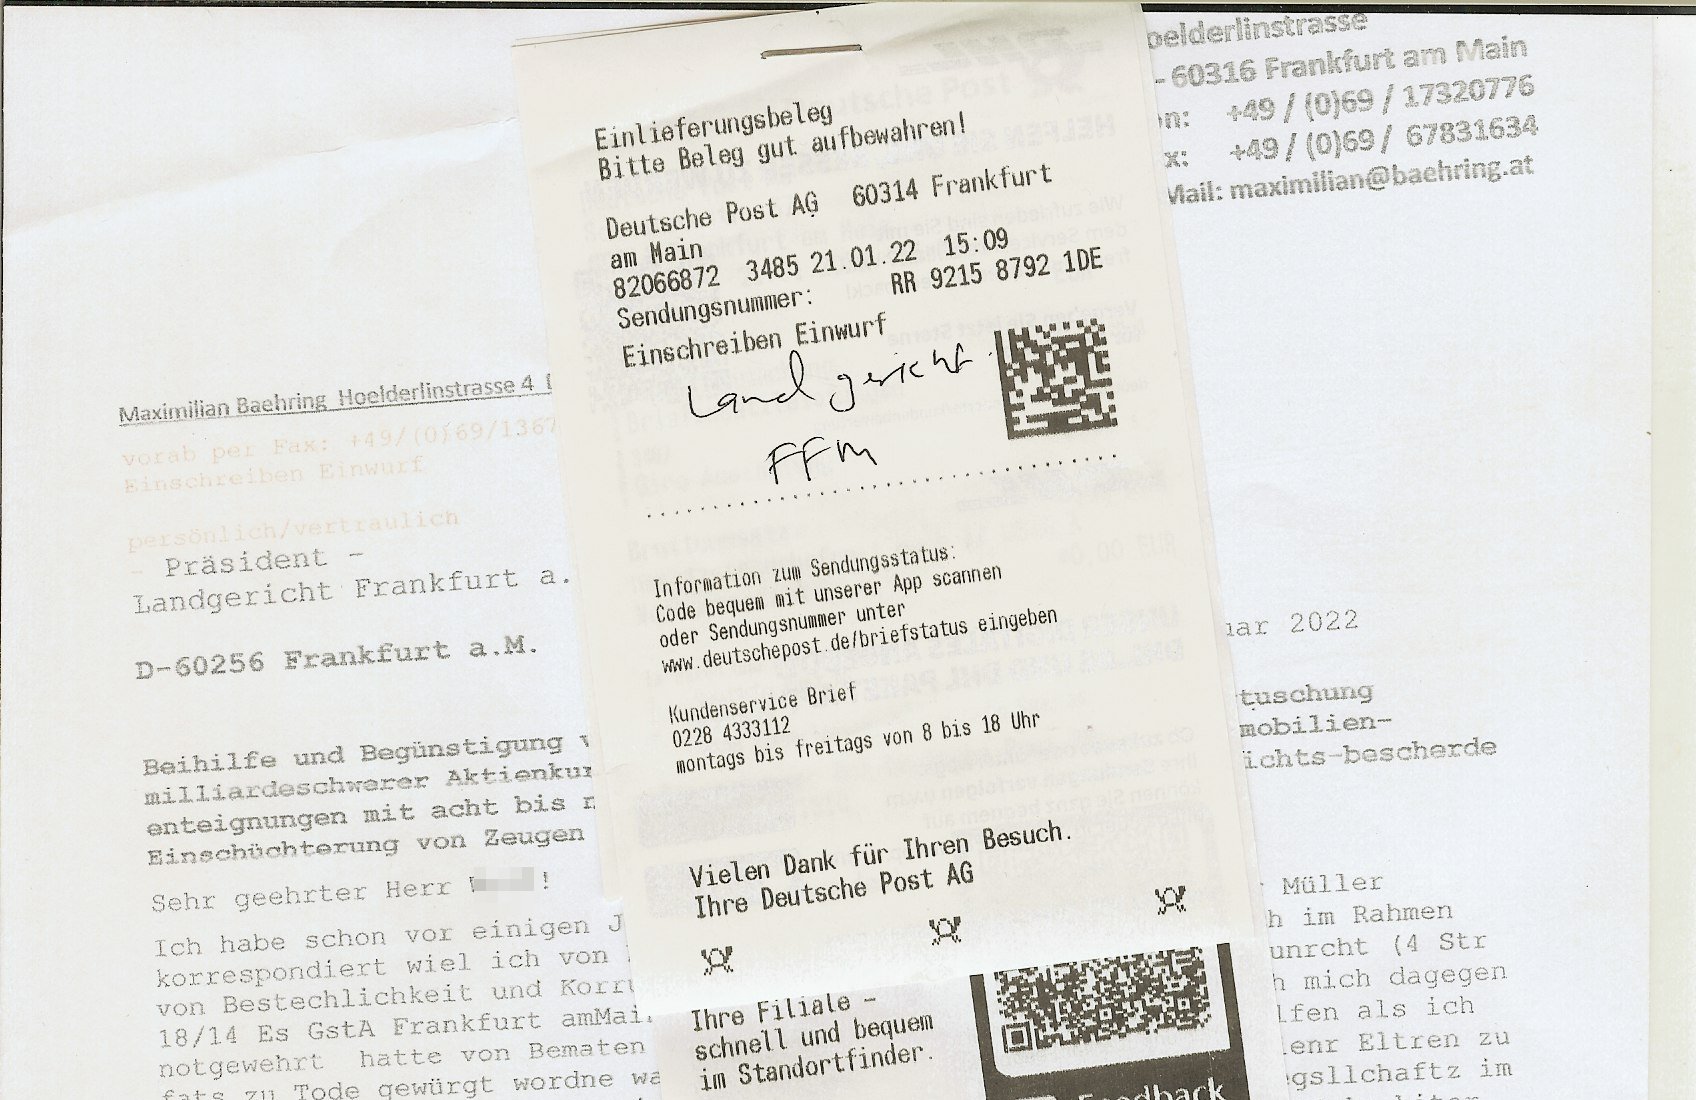 oelderlinstrasse
- 60316 Frankfurt am Main
on: +49 / (0)69 / 17320776
x: +49 / (0)69 / 67831634
Mail: maximilian@baehring.at
Einlieferungsbeleg
Bitte Beleg gut aufbewahren!
Deutsche Post AG 60314 Frankfurt
am Main
82066872 3485 21.01.22 15:09
Sendungsnummer: RR 9215 8792 1DE
Einschreiben Einwurf
Landgericht
FFM
Information zum Sendungsstatus:
Code bequem mit unserer App scannen
oder Sendungsnummer unter
www.deutschepost.de/briefstatus eingeben
Kundenservice Brief
0228 4333112
montags bis freitags von 8 bis 18 Uhr
Vielen Dank für Ihren Besuch.
Ihre Deutsche Post AG
Ihre Filiale -
schnell und bequem
im Standortfinder.
Feedback
Maximilian Baehring Hoelderlinstrasse 4
vorab per Fax: +49/(0)69/1367
Einschreiben Einwurf
persönlich/vertraulich
- Präsident -
Landgericht Frankfurt a.
D-60256 Frankfurt a.M.
uar 2022
Beihilfe und Begünstigung v
milliardeschwerer Aktienkur
enteignungen mit acht bis n
Einschüchterung von Zeugen
tuschung
mobilien-
ichts-bescherde
Sehr geehrter Herr !
Ich habe schon vor einigen J
korrespondiert wiel ich von
von Bestechlichkeit und Korru
18/14 Es GstA Frankfurt amMai
notgewehrt hatte von Bematen
fats zu Tode gewürgt wordne wa
r Müller
h im Rahmen
unrcht (4 Str
h mich dagegen
lfen als ich
lenr Eltren zu
egsllchaftz im